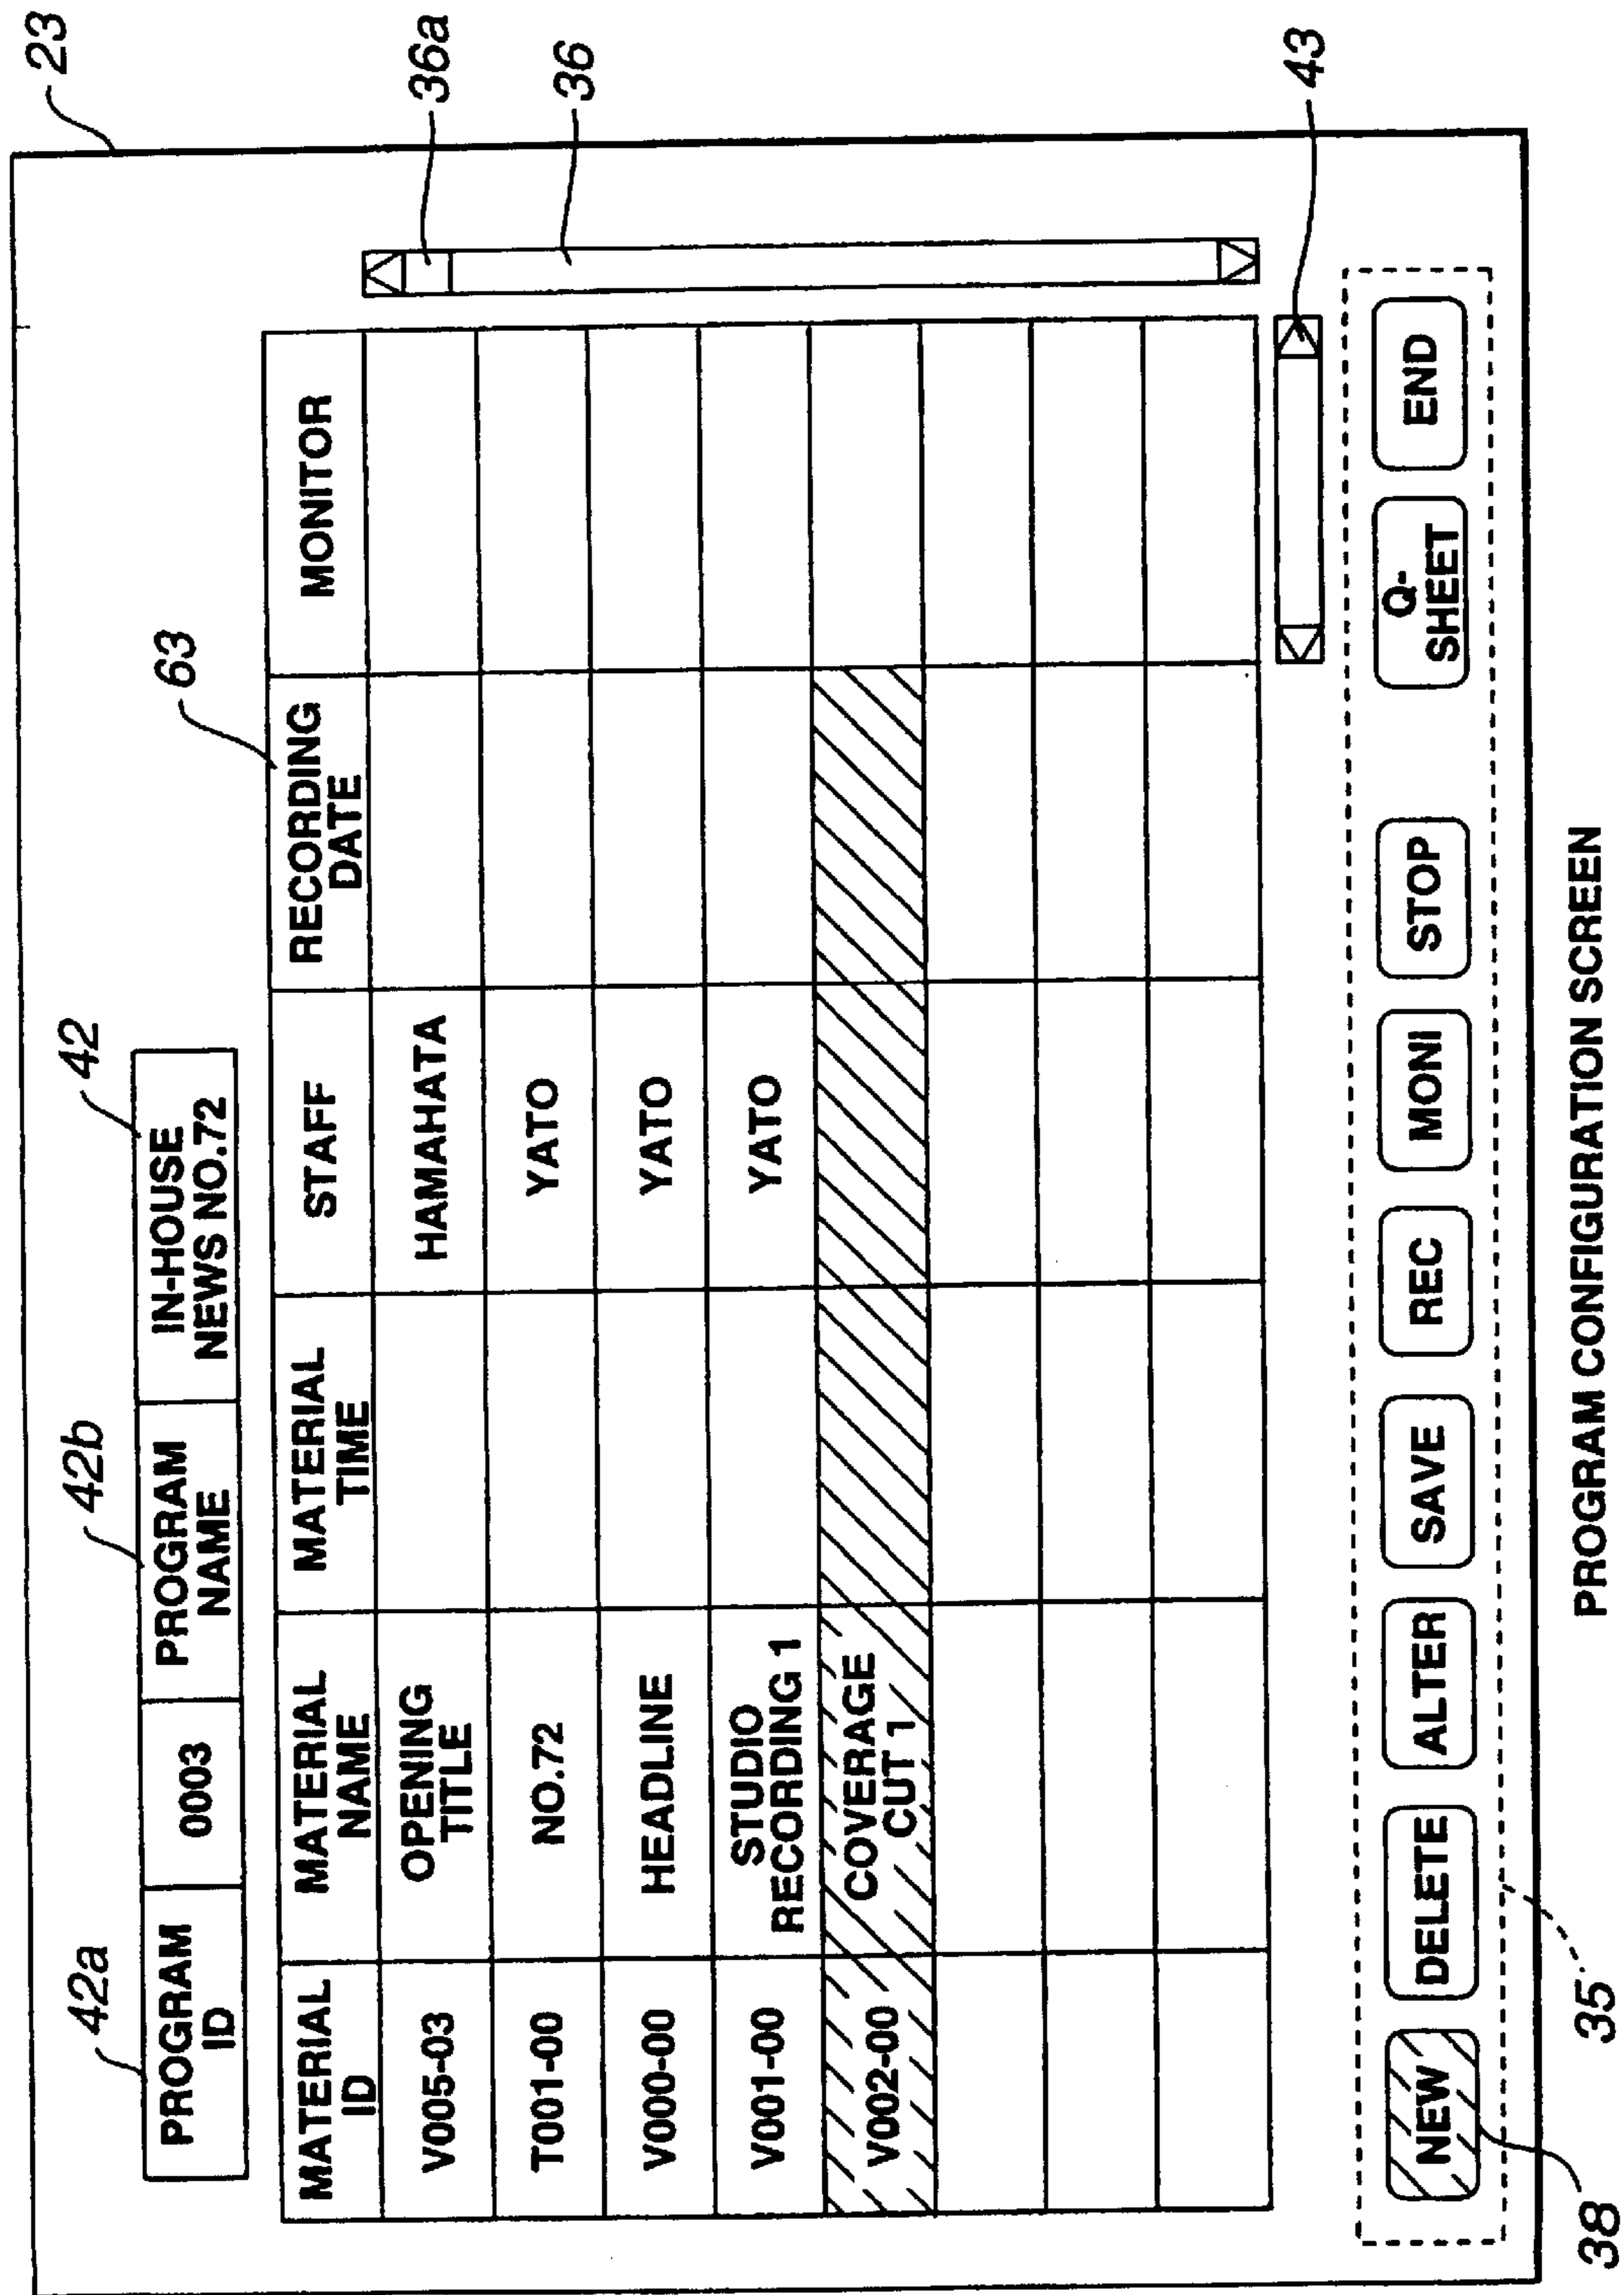 23
42a
42b
42
PROGRAM
ID
0003
PROGRAM
NAME
IN-HOUSE
NEWS NO.72
63
36a
36
MATERIAL
ID
MATERIAL
NAME
MATERIAL
TIME
STAFF
RECORDING
DATE
MONITOR
V005-03
OPENING
TITLE
HAMAHATA
T001-00
NO.72
YATO
V000-00
HEADLINE
YATO
V001-00
STUDIO
RECORDING 1
YATO
V002-00
COVERAGE
CUT 1
43
NEW
DELETE
ALTER
SAVE
REC
MONI
STOP
Q-
SHEET
END
38
35
PROGRAM CONFIGURATION SCREEN